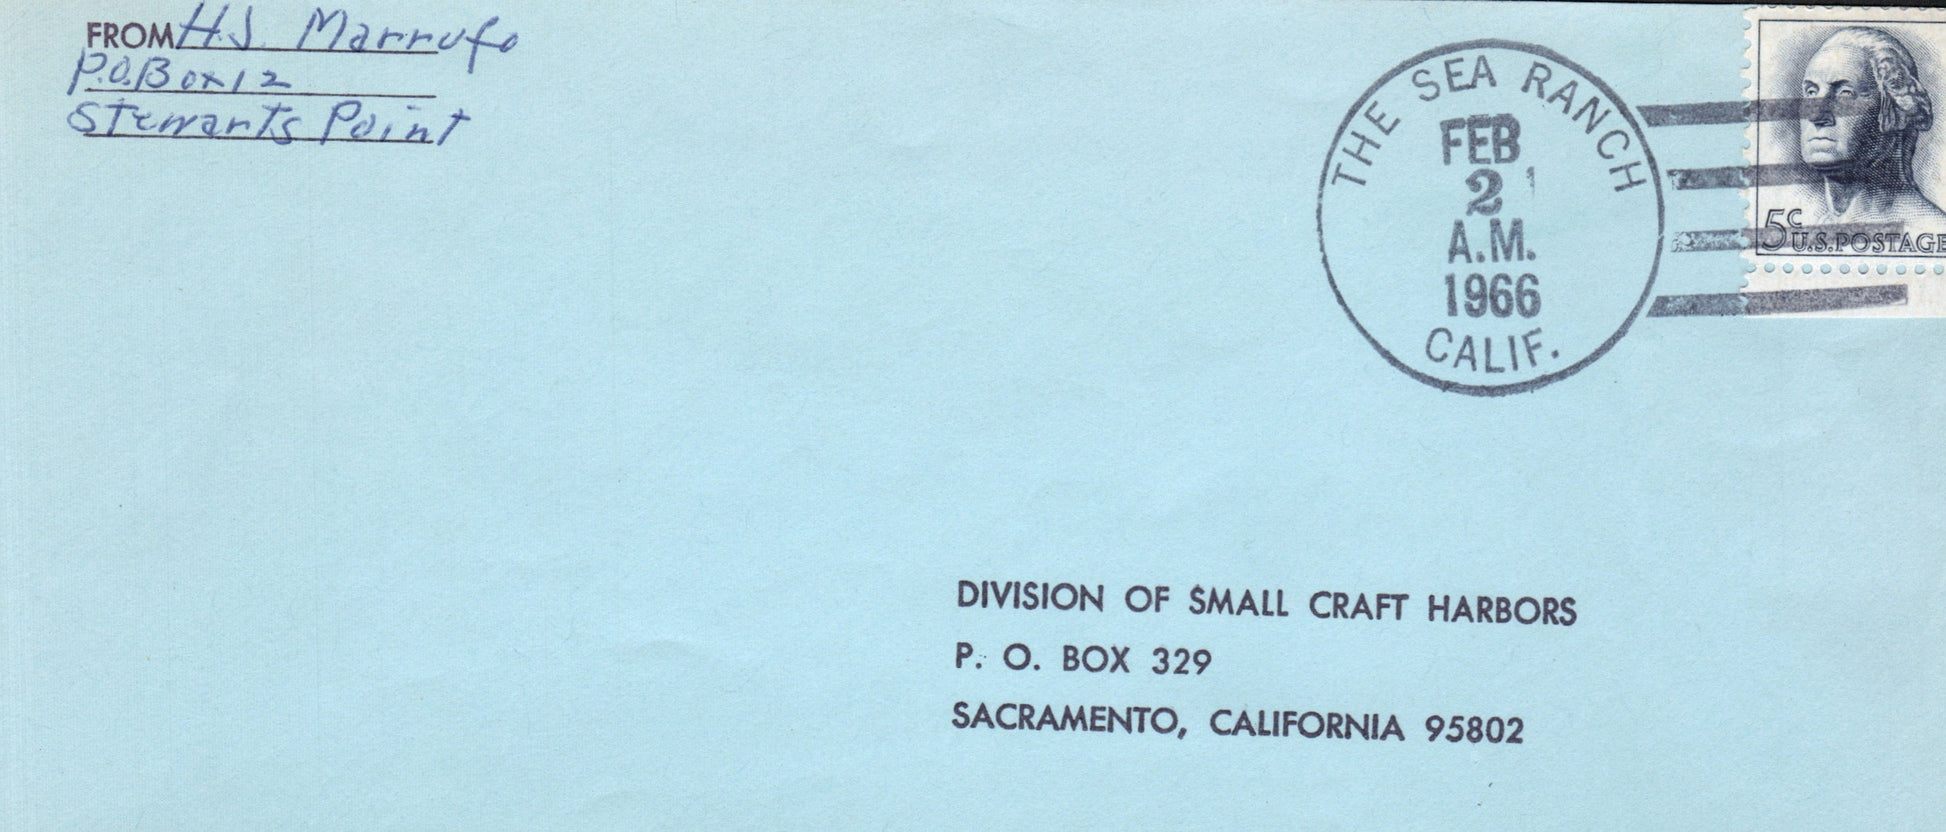 FROM H.J. Marrufo
P.O. Box 12
Stewarts Point
THE SEA RANCH
FEB
2
A.M.
1966
CALIF.
5c
U.S. POSTAGE
DIVISION OF SMALL CRAFT HARBORS
P. O. BOX 329
SACRAMENTO, CALIFORNIA 95802